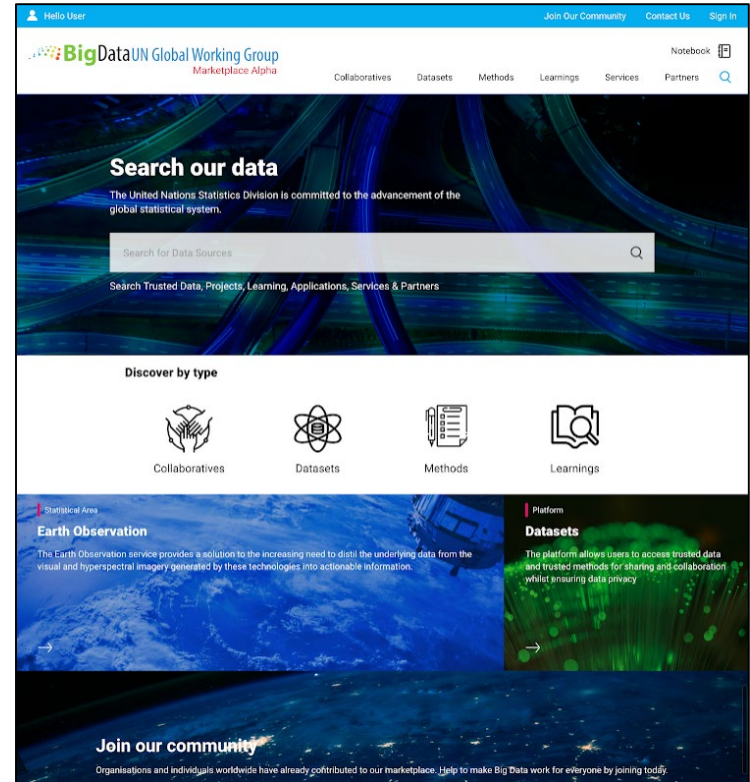 Hello User
Join Our Community
Contact Us
Sign In
BigData UN Global Working Group
Marketplace Alpha
Notebook
Collaboratives
Datasets
Methods
Learnings
Services
Partners
Search our data
The United Nations Statistics Division is committed to the advancement of the
global statistical system.
Search for Data Sources
Search Trusted Data, Projects, Learning, Applications, Services & Partners
Discover by type
Collaboratives
Datasets
Methods
Learnings
Statistical Area
Earth Observation
The Earth Observation service provides a solution to the increasing need to distil the underlying data from the
visual and hyperspectral imagery generated by these technologies into actionable information.
Platform
Datasets
The platform allows users to access trusted data
and trusted methods for sharing and collaboration
whilst ensuring data privacy
Join our community
Organisations and individuals worldwide have already contributed to our marketplace. Help to make Big Data work for everyone by joining today.